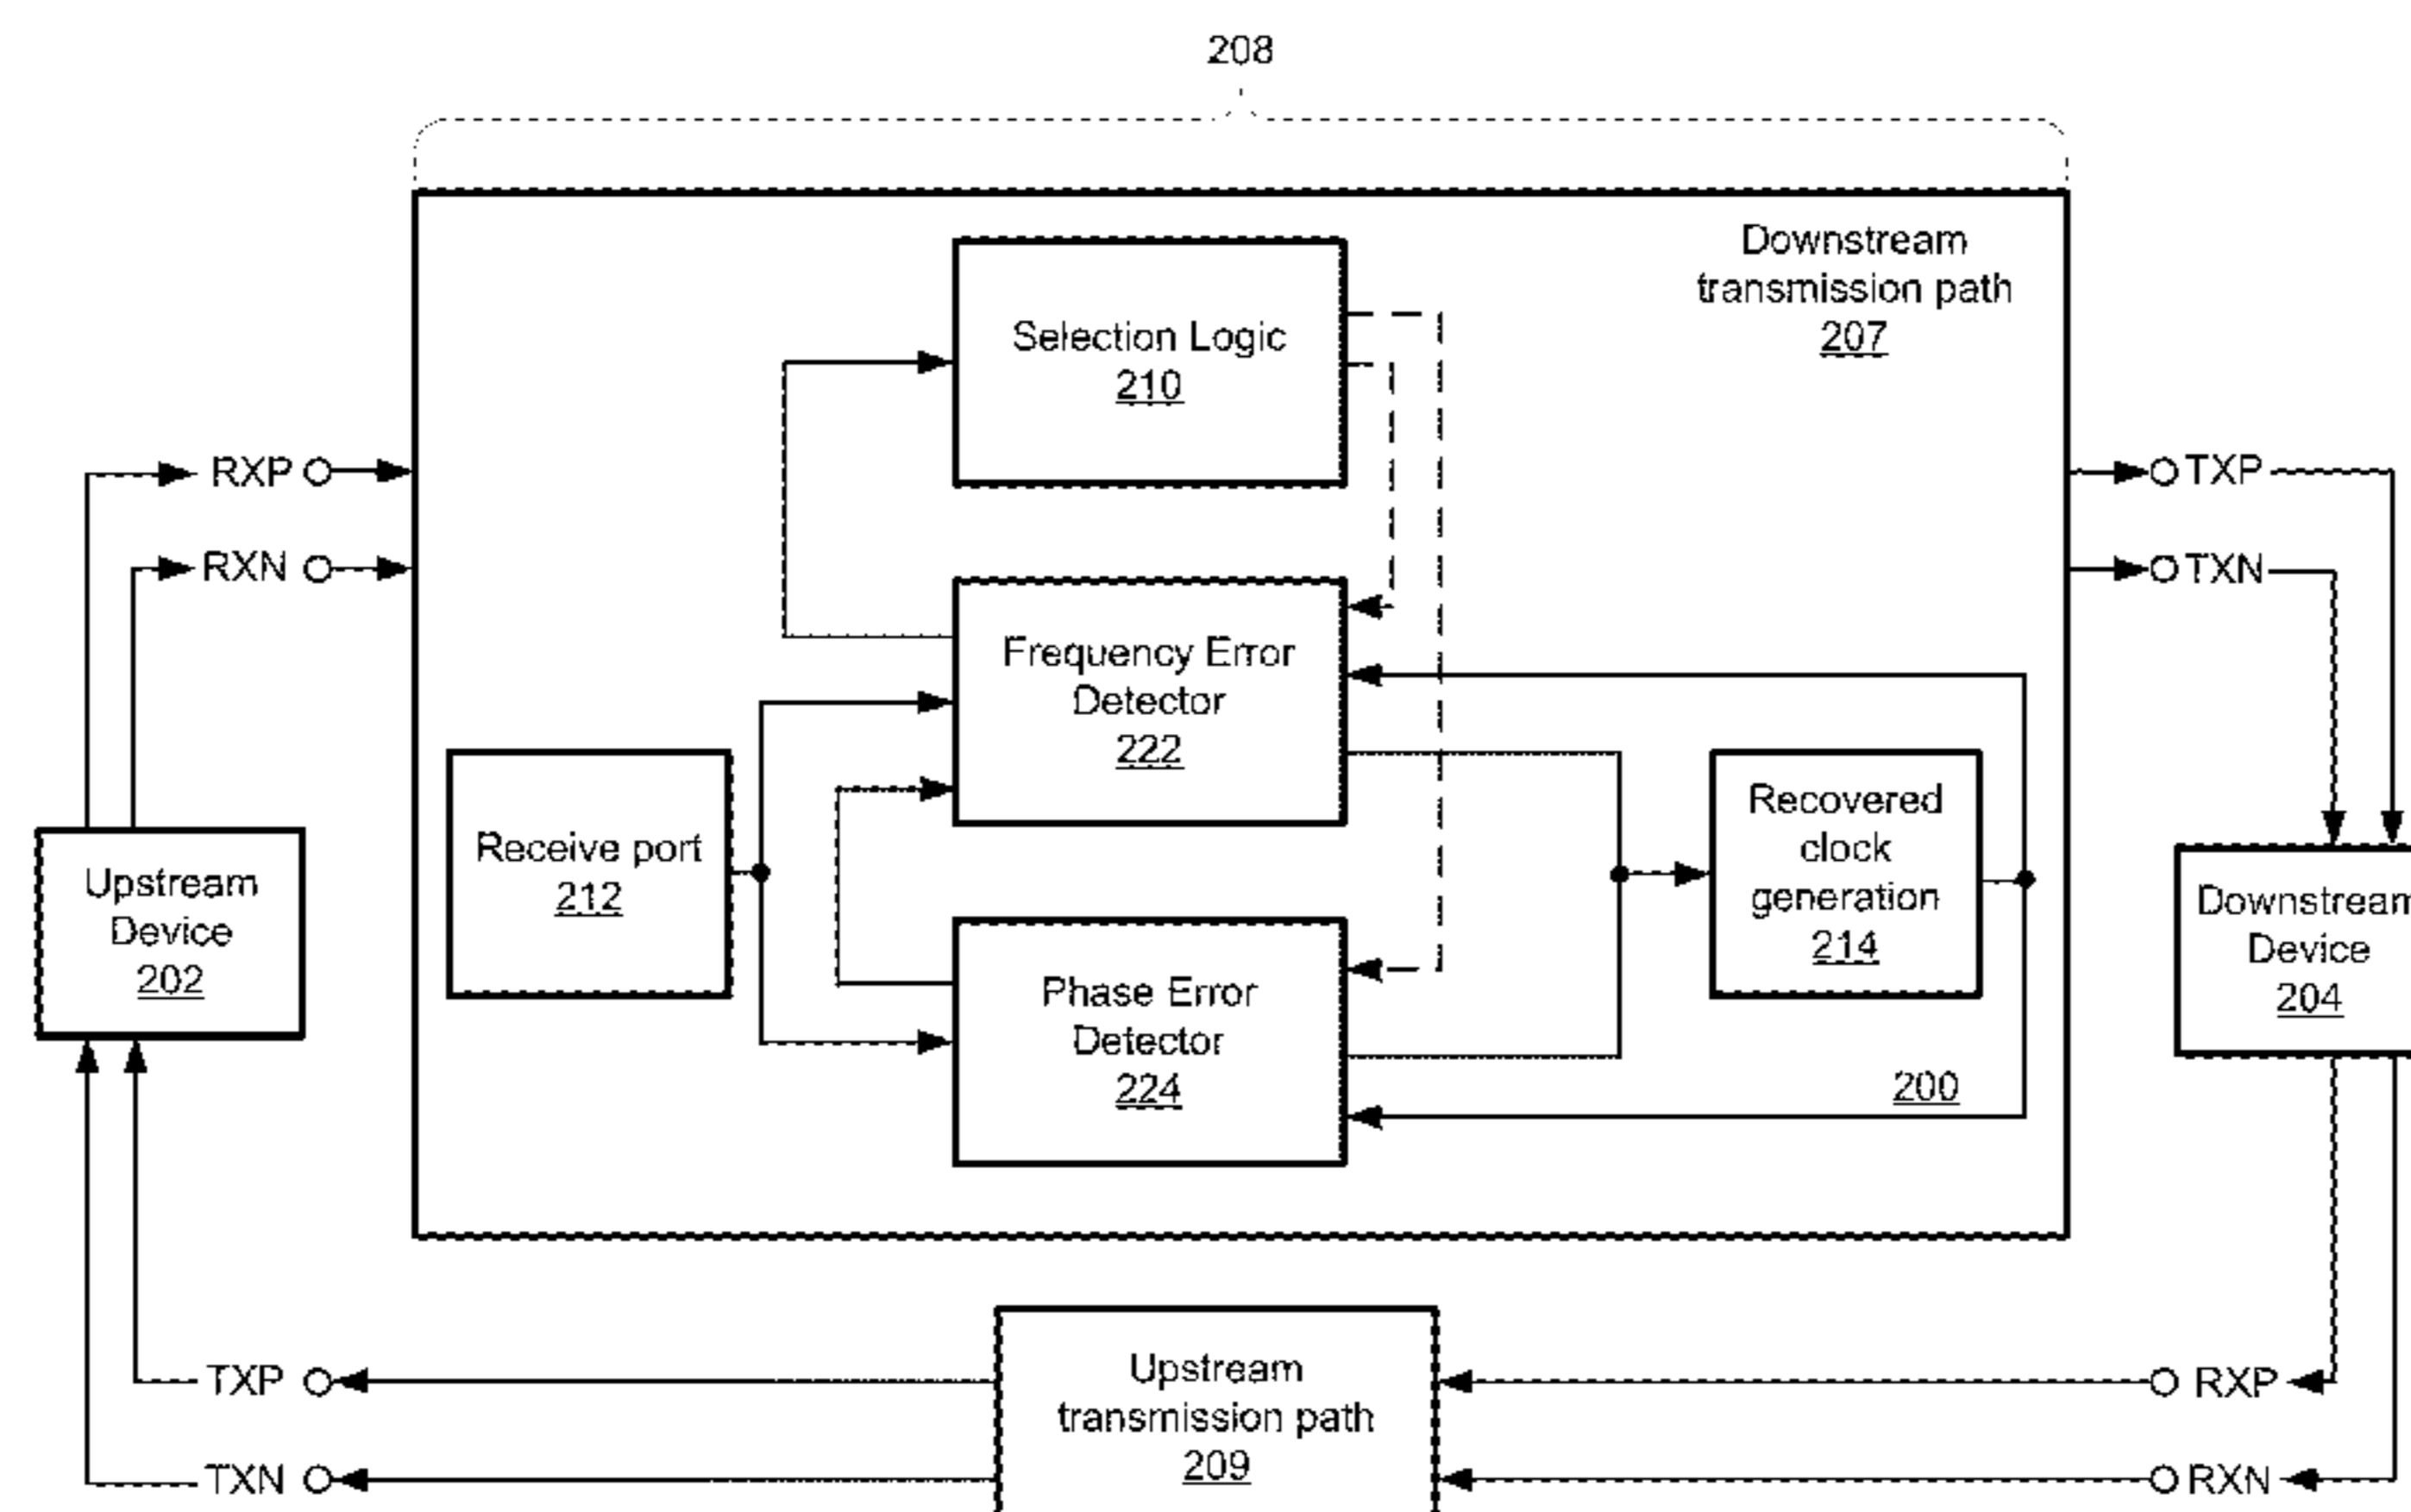 208
Downstream
transmission path
207
Selection Logic
210
RXP
RXN
TXP
TXN
Frequency Error
Detector
222
Receive port
212
Recovered
clock
generation
214
Upstream
Device
202
Downstream
Device
204
Phase Error
Detector
224
200
TXP
TXN
Upstream
transmission path
209
RXP
RXN